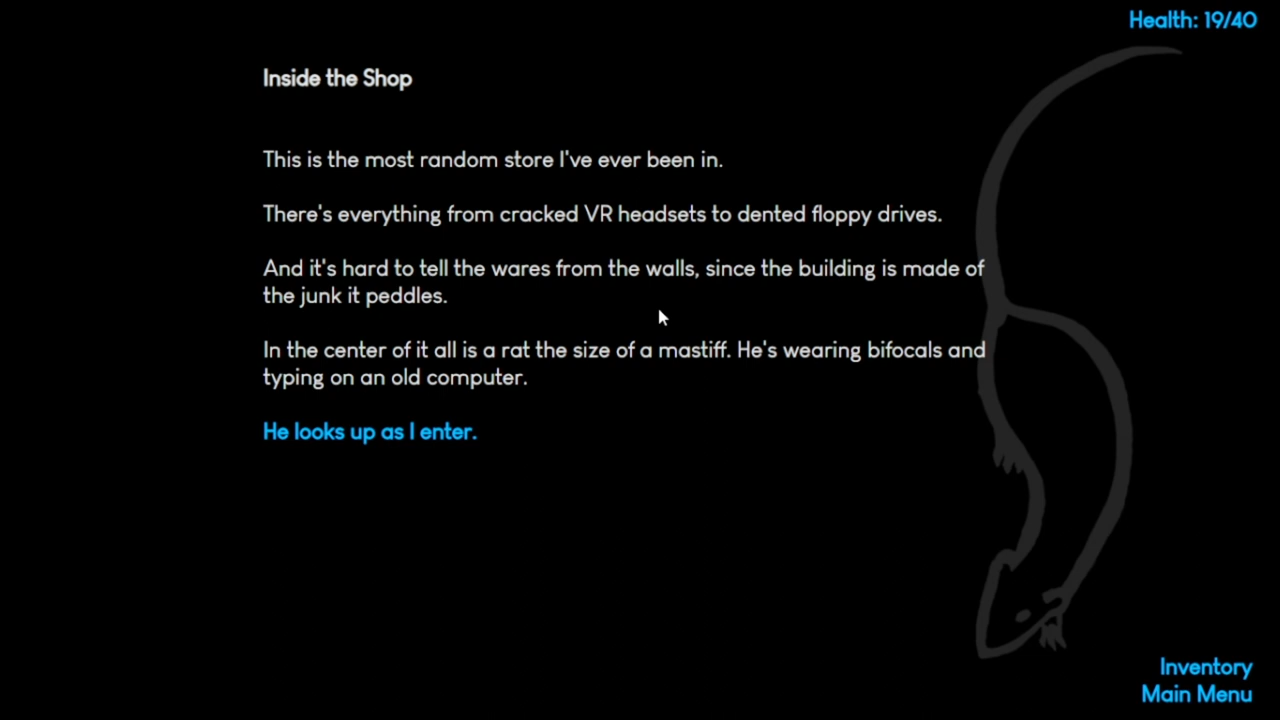 Health: 19/40
Inside the Shop
This is the most random store I've ever been in.
There's everything from cracked VR headsets to dented floppy drives.
And it's hard to tell the wares from the walls, since the building is made of
the junk it peddles.
In the center of it all is a rat the size of a mastiff. He's wearing bifocals and
typing on an old computer.
He looks up as I enter.
Inventory
Main Menu